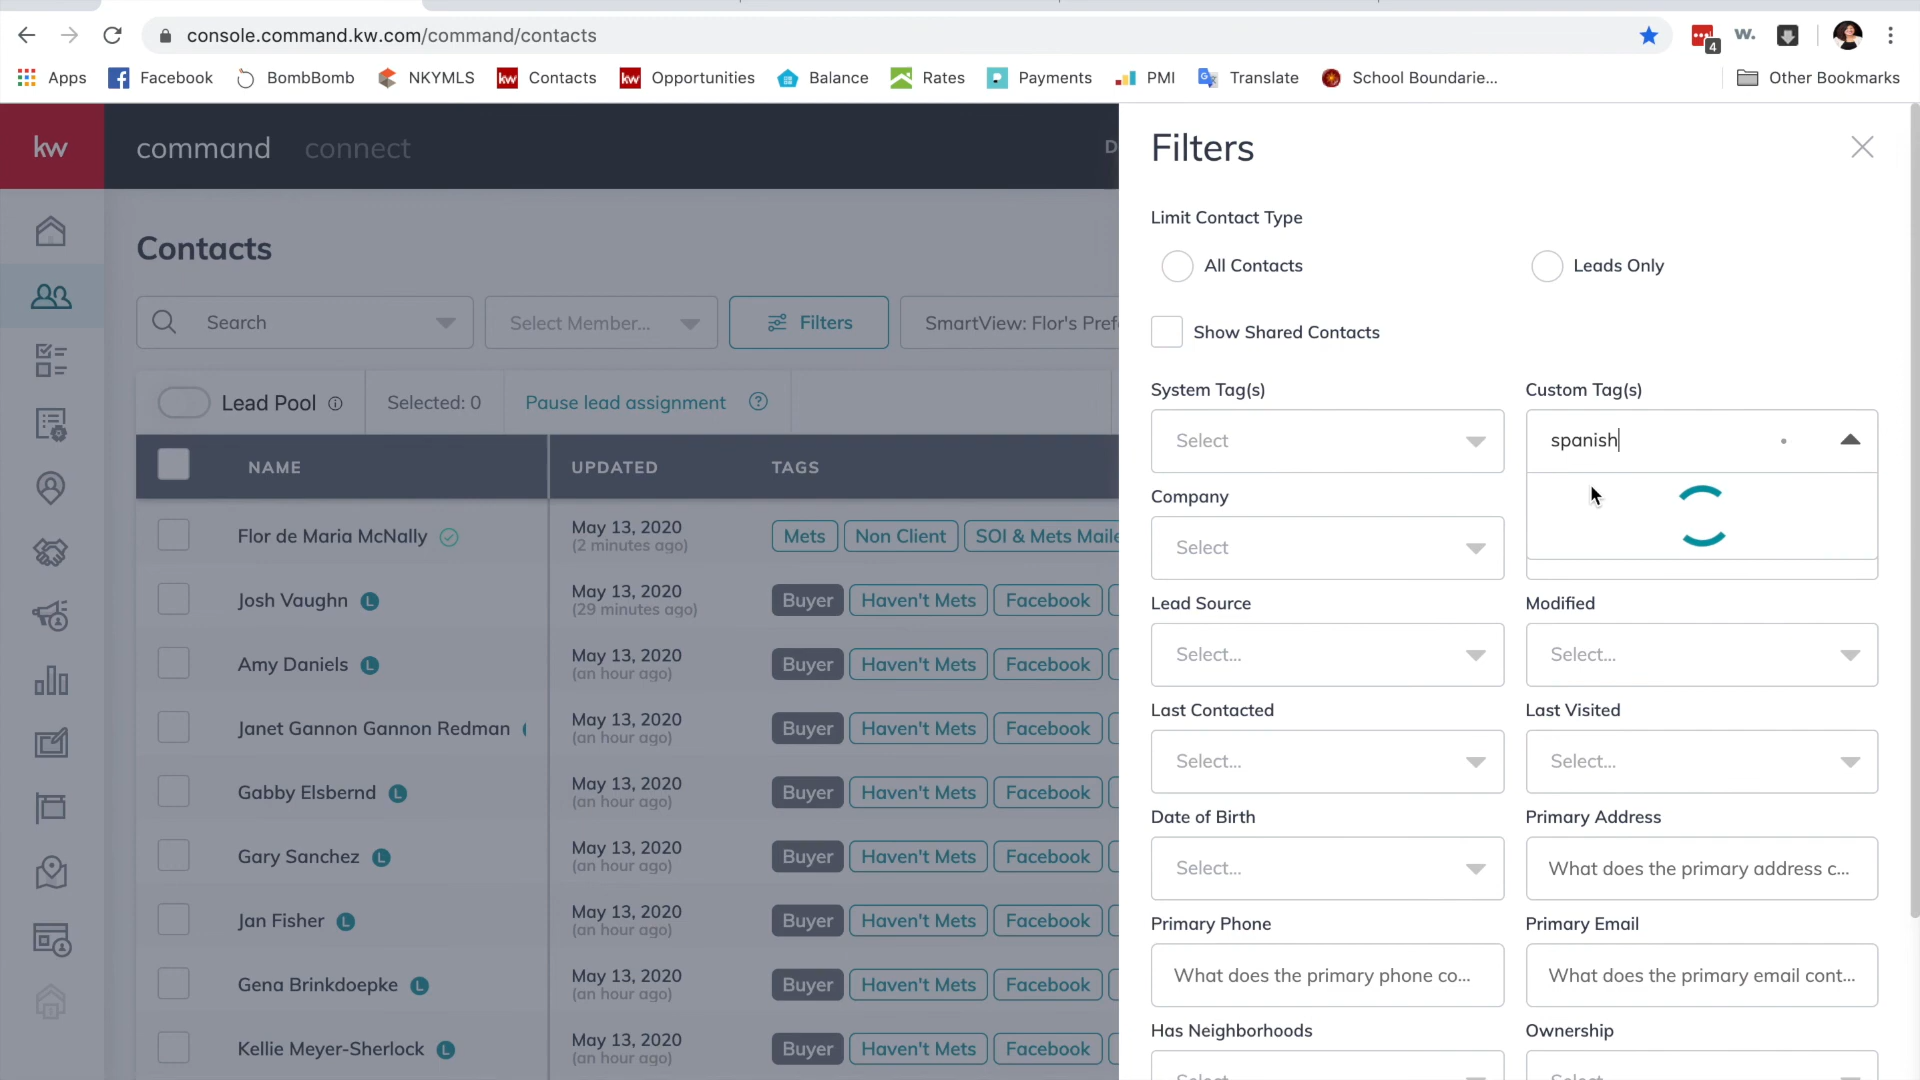 console.command.kw.com/command/contacts
4
w.
Apps Facebook BombBomb NKYMLS kw Contacts kw Opportunities Balance Rates Payments PMI Translate School Boundarie... Other Bookmarks
kw command connect D
Filters
Limit Contact Type
All Contacts Leads Only
Show Shared Contacts
Contacts
Search Select Member... Filters SmartView: Flor's Pref
Lead Pool Selected: 0 Pause lead assignment ?
NAME UPDATED TAGS
Flor de Maria McNally May 13, 2020 (2 minutes ago) Mets Non Client SOI & Mets Maile
Josh Vaughn L May 13, 2020 (29 minutes ago) Buyer Haven't Mets Facebook
Amy Daniels L May 13, 2020 (an hour ago) Buyer Haven't Mets Facebook
Janet Gannon Gannon Redman May 13, 2020 (an hour ago) Buyer Haven't Mets Facebook
Gabby Elsbernd L May 13, 2020 (an hour ago) Buyer Haven't Mets Facebook
Gary Sanchez L May 13, 2020 (an hour ago) Buyer Haven't Mets Facebook
Jan Fisher L May 13, 2020 (an hour ago) Buyer Haven't Mets Facebook
Gena Brinkdoepke L May 13, 2020 (an hour ago) Buyer Haven't Mets Facebook
Kellie Meyer-Sherlock L May 13, 2020 (an hour ago) Buyer Haven't Mets Facebook
System Tag(s) Custom Tag(s)
Select spanish
Company
Select
Lead Source Modified
Select... Select...
Last Contacted Last Visited
Select... Select...
Date of Birth Primary Address
Select... What does the primary address c...
Primary Phone Primary Email
What does the primary phone co... What does the primary email cont...
Has Neighborhoods Ownership
Select Select